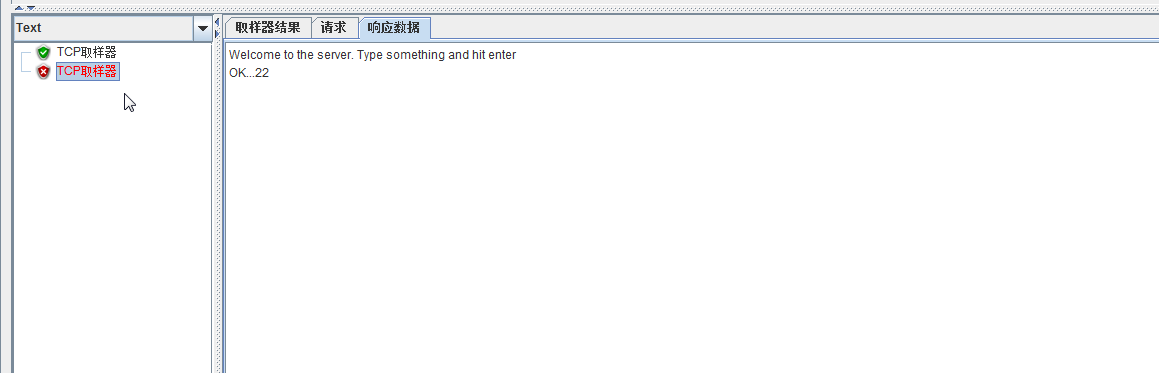 Text
TCP取样器
TCP取样器
取样器结果 请求 响应数据
Welcome to the server. Type something and hit enter
OK...22